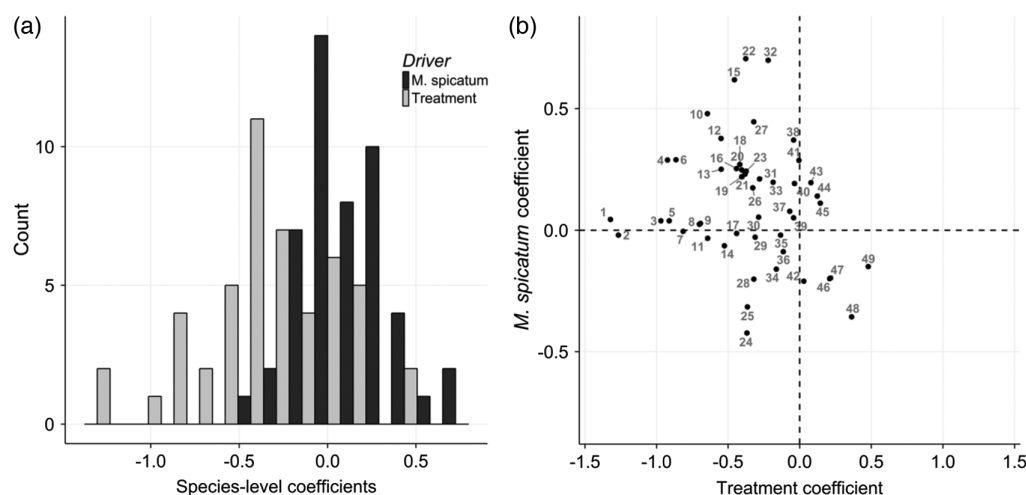 (a)
Count
10
5
0
-1.0 -0.5 0.0 0.5
Species-level coefficients
Driver
M. spicatum
Treatment
(b)
M. spicatum coefficient
0.5
0.0
-0.5
-1.5 -1.0 -0.5 0.0 0.5 1.0 1.5
Treatment coefficient
22 32
15
10
27
12 18 38
16 20 23 41
4 6
13 31 43
19 21 33 40 44
26 45
1 3 5 8 9 37
2 7 17 30 39
11 14 29 35
36
28 34 42 47 49
46
25 48
24